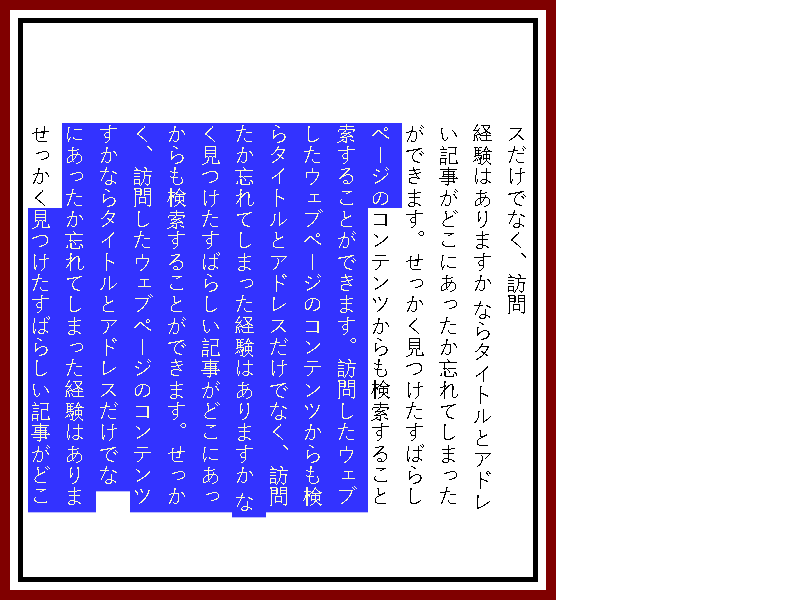 せっかく見つけたすばらしい記事がどこ
にあったか忘れてしまった経験はありま
すかならタイトルとアドレスだけでな
く、訪問したウェブページのコンテンツ
からも検索することができます。せっか
く見つけたすばらしい記事がどこにあっ
たか忘れてしまった経験はありますか な
らタイトルとアドレスだけでなく、訪問
したウェブページのコンテンツからも検
索することができます。訪問したウェブ
ページのコンテンツからも検索すること
ができます。せっかく見つけたすばらし
い記事がどこにあったか忘れてしまった
経験はありますか ならタイトルとアドレ
スだけでなく、訪問